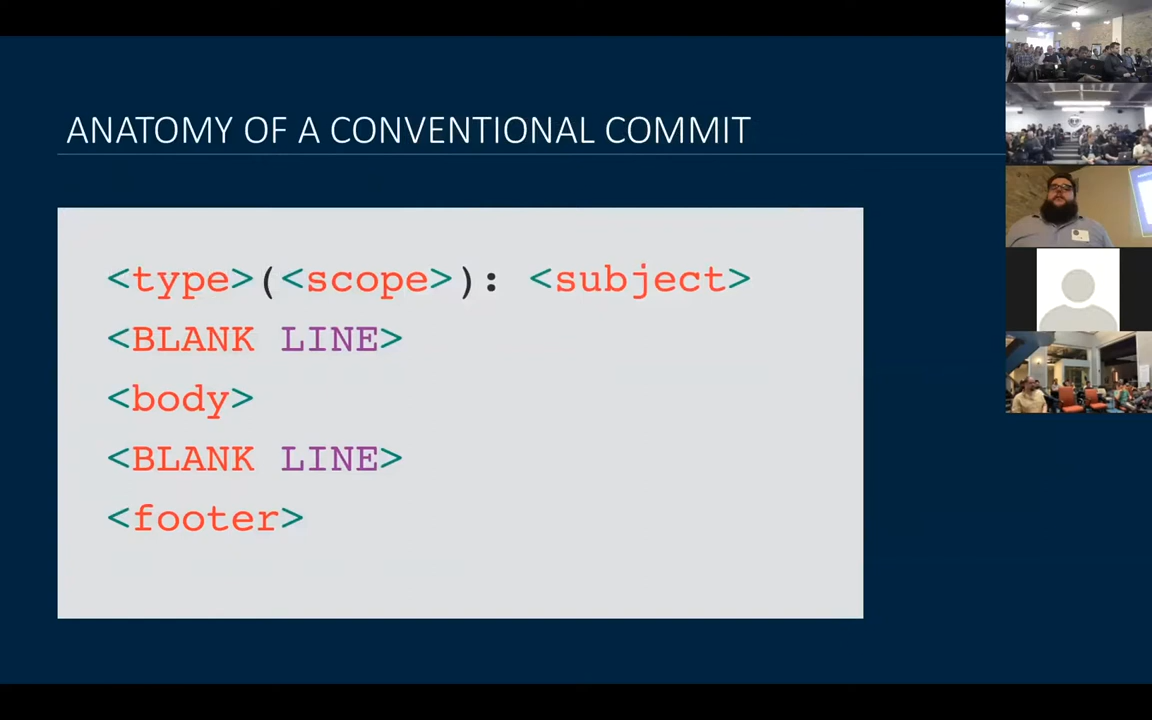 ANATOMY OF A CONVENTIONAL COMMIT
<type>(<scope>): <subject>
<BLANK LINE>
<body>
<BLANK LINE>
<footer>